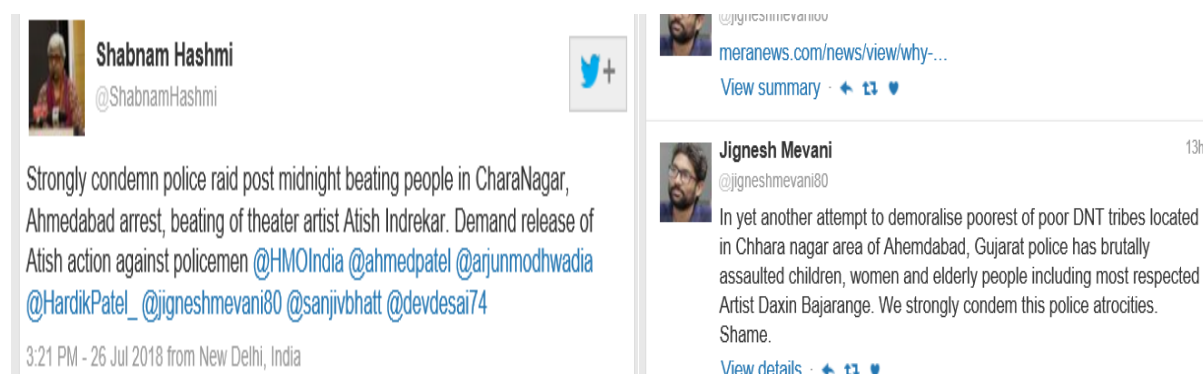 Shabnam Hashmi
@ShabnamHashmi
Strongly condemn police raid post midnight beating people in CharaNagar,
Ahmedabad arrest, beating of theater artist Atish Indrekar. Demand release of
Atish action against policemen @HMOIndia @ahmedpatel @arjunmodhwadia
@HardikPatel_ @jigneshmevani80 @sanjivbhatt @devdesai74
3:21 PM - 26 Jul 2018 from New Delhi, India
@jigneshmevani80
meranews.com/news/view/why-...
View summary ·
Jignesh Mevani
13h
@jigneshmevani80
In yet another attempt to demoralise poorest of poor DNT tribes located
in Chhara nagar area of Ahemdabad, Gujarat police has brutally
assaulted children, women and elderly people including most respected
Artist Daxin Bajarange. We strongly condem this police atrocities.
Shame.
View details ·